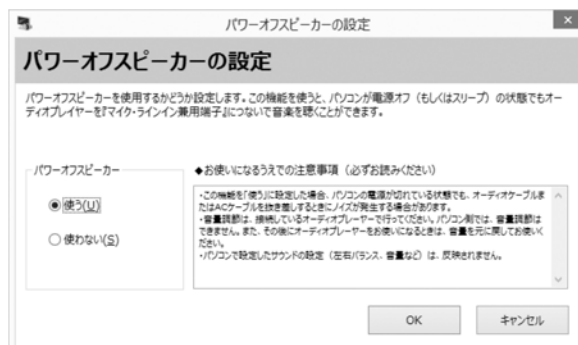 パワーオフスピーカーの設定
パワーオフスピーカーの設定
パワーオフスピーカーを使用するかどうか設定します。この機能を使うと、パソコンが電源オフ（もしくはスリープ）の状態でもオー
ディオプレイヤーを『マイク・ラインイン兼用端子』につないで音楽を聴くことができます。
パワーオフスピーカー
使う(U)
使わない(S)
◆お使いになるうえでの注意事項（必ずお読みください）
・この機能を「使う」に設定した場合、パソコンの電源が切れている状態でも、オーディオケーブルま
たはACケーブルを抜き差しするときにノイズが発生する場合があります。
・音量調節は、接続しているオーディオプレーヤーで行ってください。パソコン側では、音量調節は
できません。また、その後にオーディオプレーヤーをお使いになるときは、音量を元に戻してお使いく
ださい。
・パソコンで設定したサウンドの設定（左右バランス、音量など）は、反映されません。
OK
キャンセル